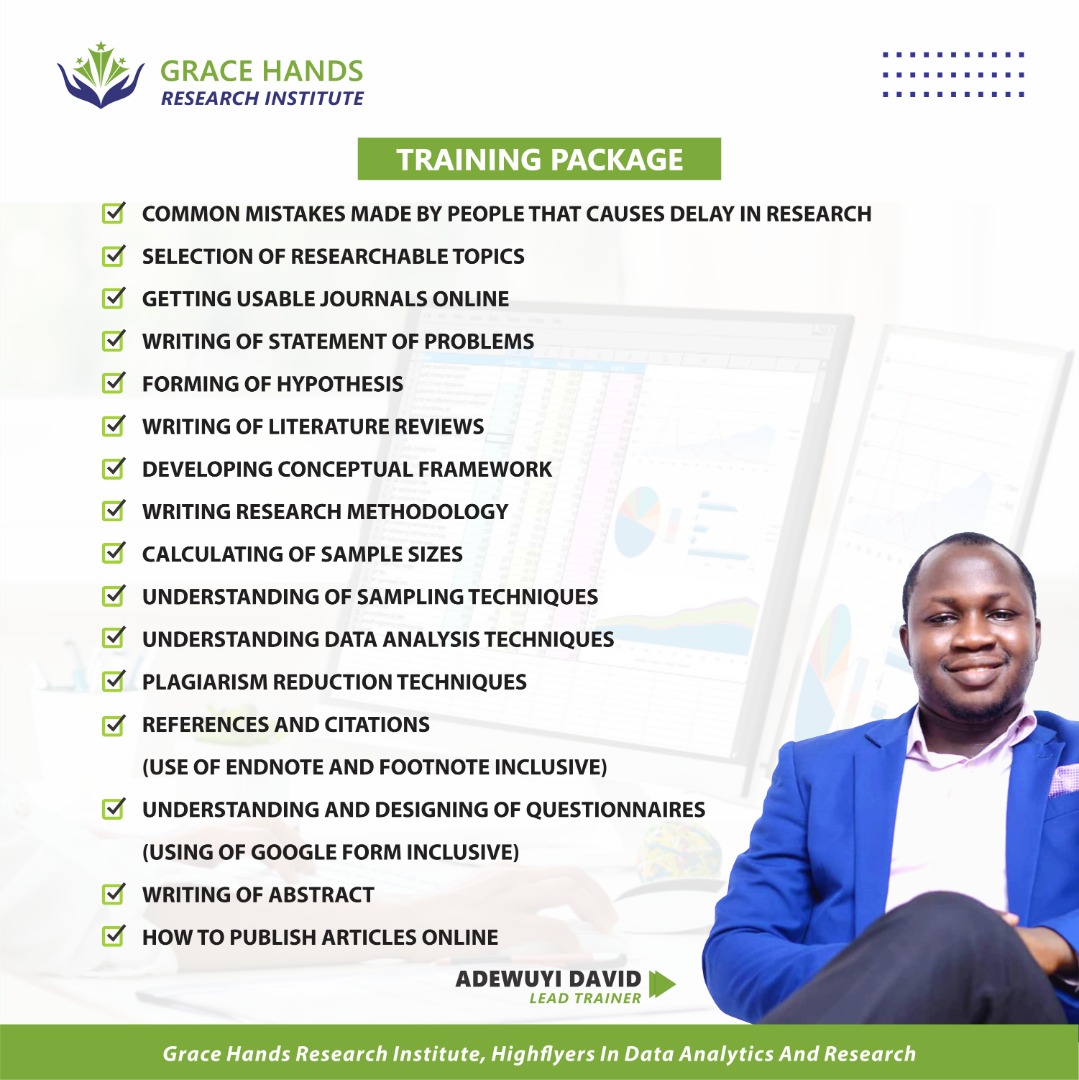 GRACE HANDS
RESEARCH INSTITUTE
TRAINING PACKAGE
COMMON MISTAKES MADE BY PEOPLE THAT CAUSES DELAY IN RESEARCH
SELECTION OF RESEARCHABLE TOPICS
GETTING USABLE JOURNALS ONLINE
WRITING OF STATEMENT OF PROBLEMS
FORMING OF HYPOTHESIS
WRITING OF LITERATURE REVIEWS
DEVELOPING CONCEPTUAL FRAMEWORK
WRITING RESEARCH METHODOLOGY
CALCULATING OF SAMPLE SIZES
UNDERSTANDING OF SAMPLING TECHNIQUES
UNDERSTANDING DATA ANALYSIS TECHNIQUES
PLAGIARISM REDUCTION TECHNIQUES
REFERENCES AND CITATIONS
(USE OF ENDNOTE AND FOOTNOTE INCLUSIVE)
UNDERSTANDING AND DESIGNING OF QUESTIONNAIRES
(USING OF GOOGLE FORM INCLUSIVE)
WRITING OF ABSTRACT
HOW TO PUBLISH ARTICLES ONLINE
ADEWUYI DAVID
LEAD TRAINER
Grace Hands Research Institute, Highflyers In Data Analytics And Research